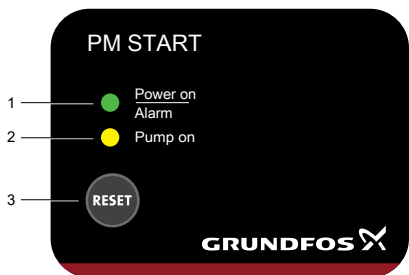 PM START
1
Power on
Alarm
2
Pump on
3
RESET
GRUNDFOS